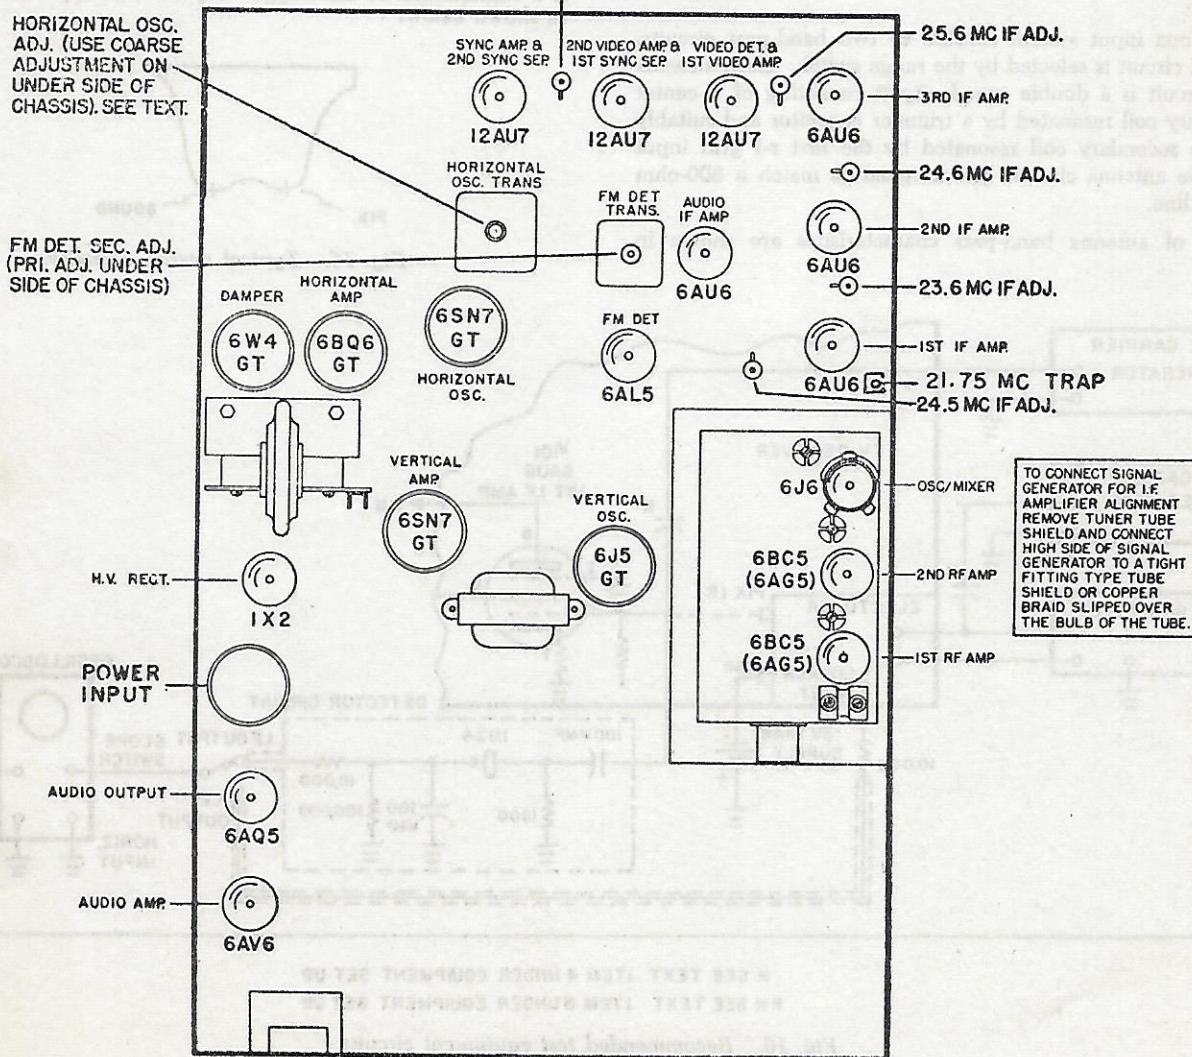 HORIZONTAL OSC.
ADJ. (USE COARSE
ADJUSTMENT ON
UNDER SIDE OF
CHASSIS). SEE TEXT.
FM DET. SEC. ADJ.
(PRI. ADJ. UNDER
SIDE OF CHASSIS)
SYNC AMP. &
2ND SYNC SEP.
12AU7
2ND VIDEO AMP &
1ST SYNC SEP.
12AU7
VIDEO DET. &
1ST VIDEO AMP.
12AU7
25.6 MC IF ADJ.
3RD IF AMP.
6AU6
24.6 MC IF ADJ.
2ND IF AMP.
6AU6
23.6 MC IF ADJ.
1ST IF AMP.
6AU6
21.75 MC TRAP
24.5 MC IF ADJ.
HORIZONTAL
OSC. TRANS
FM DET
TRANS.
AUDIO
IF AMP
6AU6
DAMPER
6W4
GT
HORIZONTAL
AMP
6BQ6
GT
6SN7
GT
HORIZONTAL
OSC.
FM DET
6AL5
VERTICAL
AMP.
6SN7
GT
VERTICAL
OSC.
6J5
GT
6J6
OSC/MIXER
6BC5
(6AG5)
2ND RF AMP
6BC5
(6AG5)
1ST RF AMP
TO CONNECT SIGNAL
GENERATOR FOR I.F.
AMPLIFIER ALIGNMENT
REMOVE TUNER TUBE
SHIELD AND CONNECT
HIGH SIDE OF SIGNAL
GENERATOR TO A TIGHT
FITTING TYPE TUBE
SHIELD OR COPPER
BRAID SLIPPED OVER
THE BULB OF THE TUBE.
H.V. RECT.
1X2
POWER
INPUT
AUDIO OUTPUT
6AQ5
AUDIO AMP.
6AV6